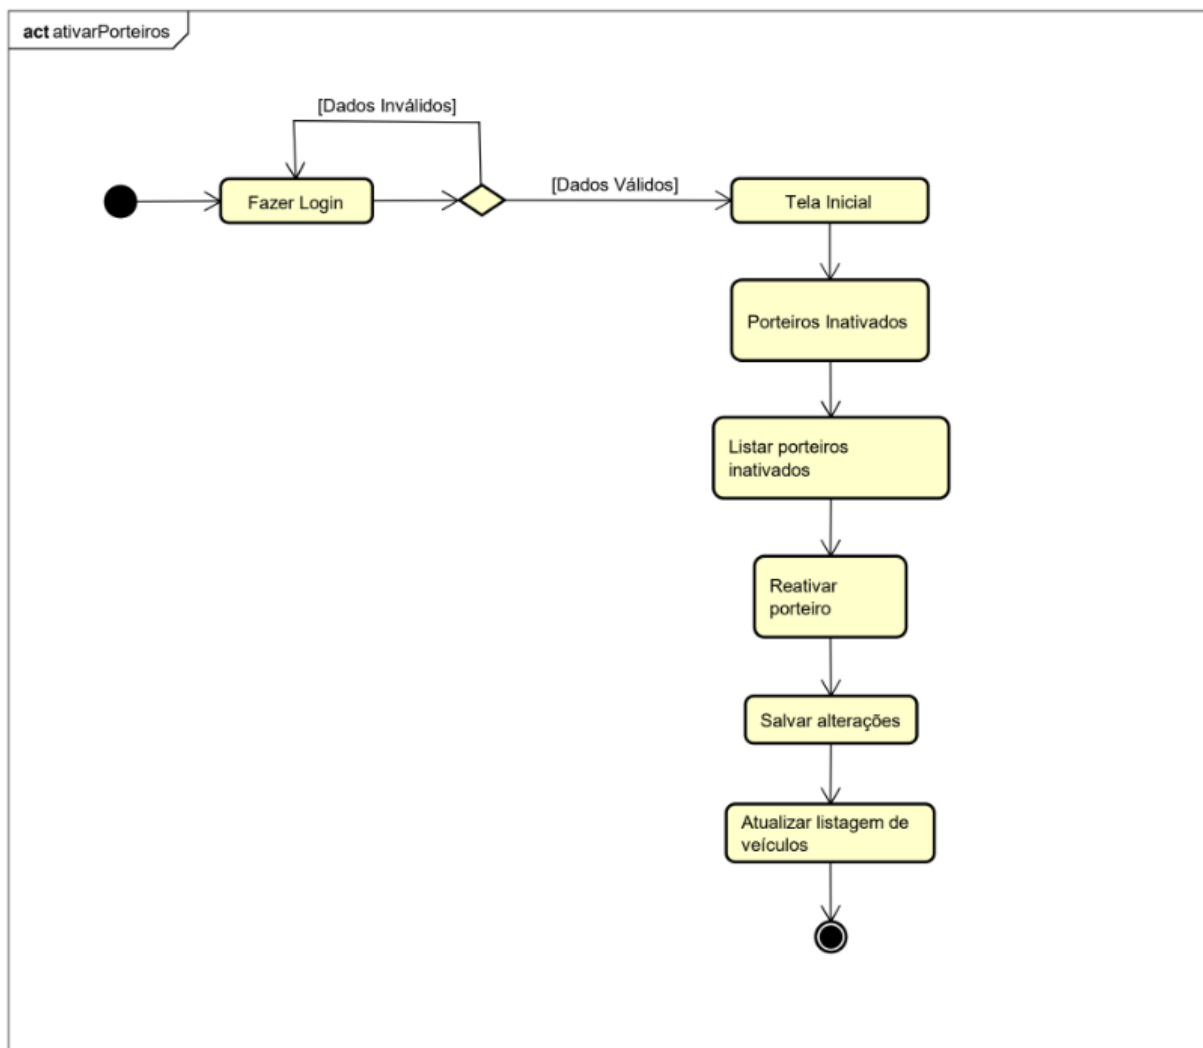 act ativarPorteiros
[Dados Inválidos]
[Dados Válidos]
Fazer Login
Tela Inicial
Porteiros Inativados
Listar porteiros
inativados
Reativar
porteiro
Salvar alterações
Atualizar listagem de
veículos